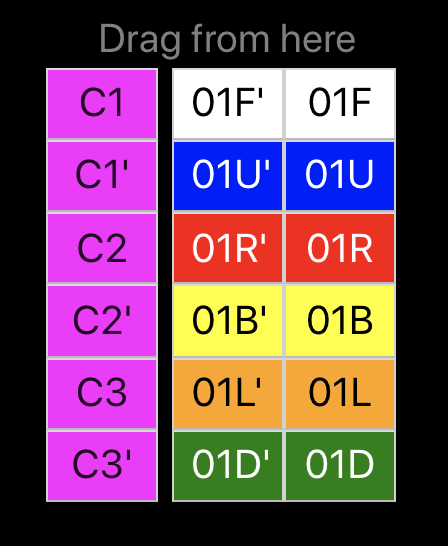 Drag from here
C1 01F' 01F
C1' 01U' 01U
C2 01R' 01R
C2' 01B' 01B
C3 01L' 01L
C3' 01D' 01D